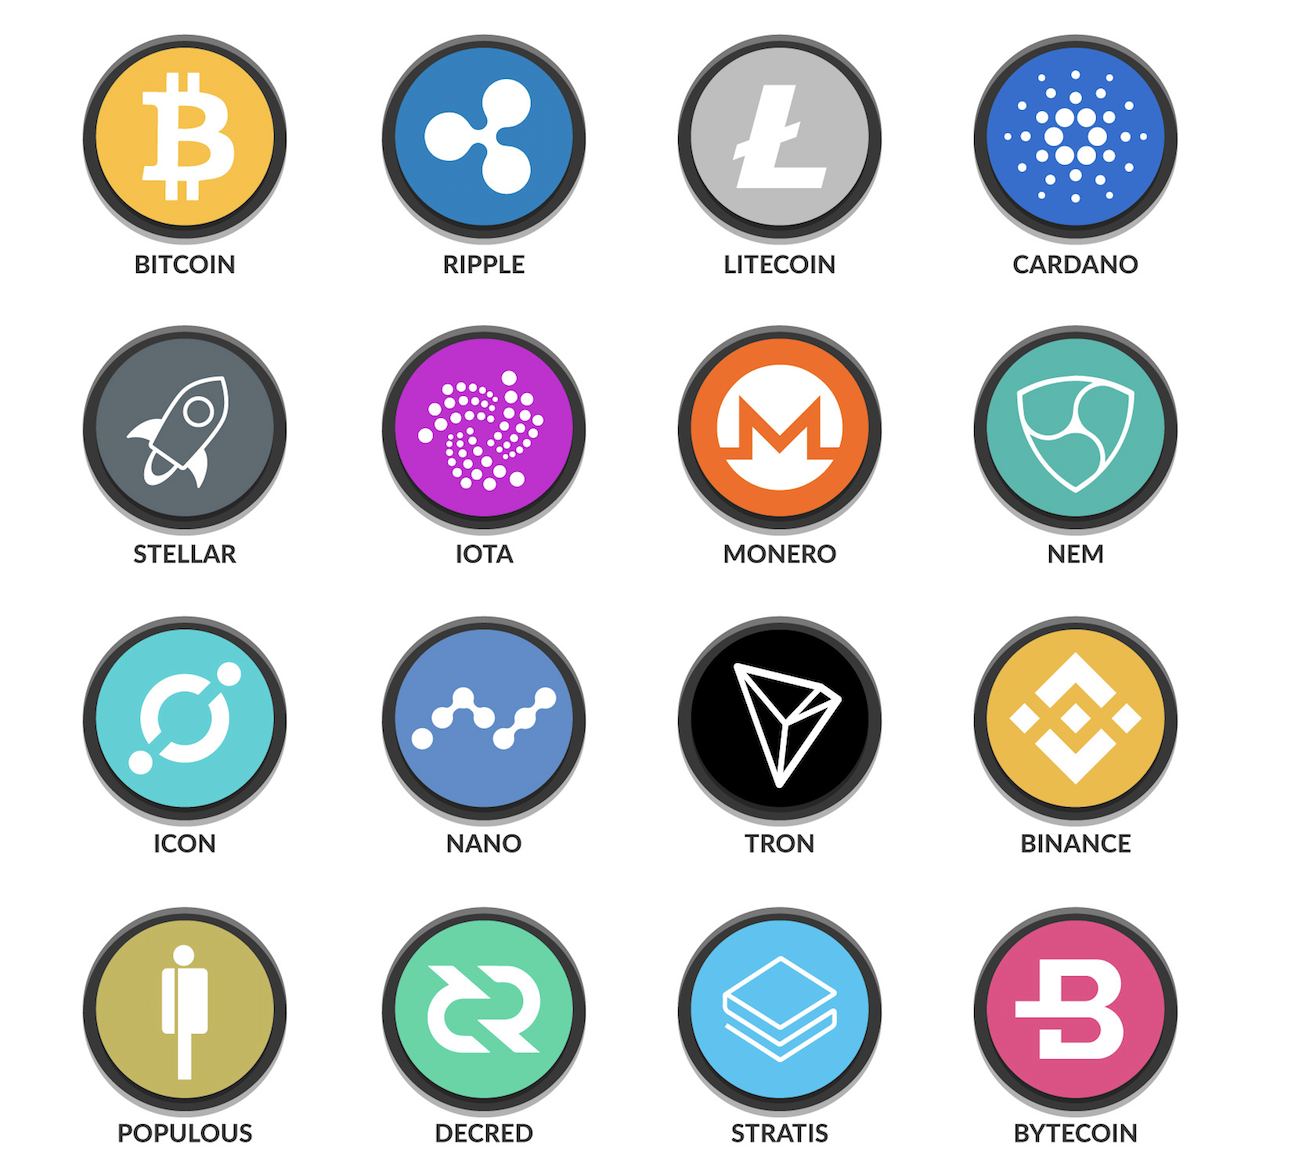 BITCOIN
RIPPLE
LITECOIN
CARDANO
STELLAR
IOTA
MONERO
NEM
ICON
NANO
TRON
BINANCE
POPULOUS
DECRED
STRATIS
BYTECOIN